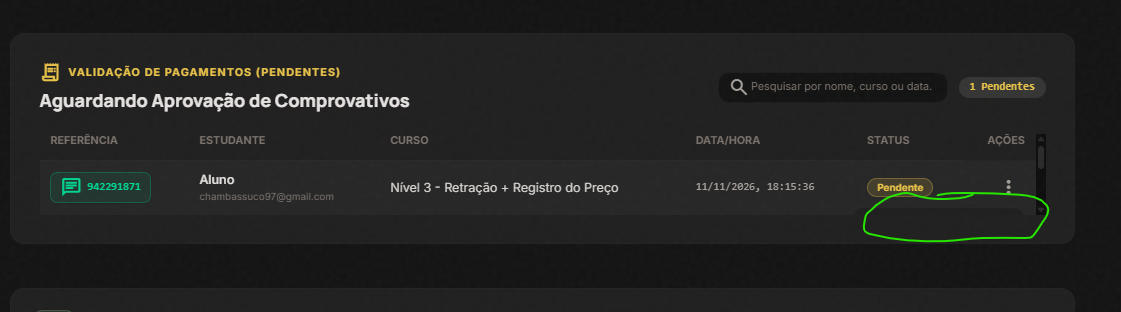 VALIDAÇÃO DE PAGAMENTOS (PENDENTES)
Aguardando Aprovação de Comprovativos
Pesquisar por nome, curso ou data.
1 Pendentes
REFERÊNCIA ESTUDANTE CURSO DATA/HORA STATUS AÇÕES
942291871
Aluno
chambassuco97@gmail.com
Nível 3 - Retração + Registro do Preço
11/11/2026, 18:15:36
Pendente